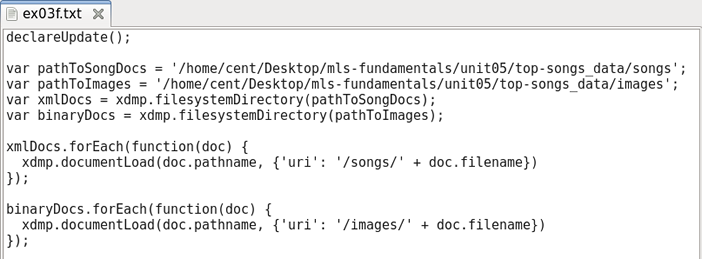 ex03f.txt
declareUpdate();
var pathToSongDocs = '/home/cent/Desktop/mls-fundamentals/unit05/top-songs_data/songs';
var pathToImages = '/home/cent/Desktop/mls-fundamentals/unit05/top-songs_data/images';
var xmlDocs = xdmp.filesystemDirectory(pathToSongDocs);
var binaryDocs = xdmp.filesystemDirectory(pathToImages);
xmlDocs.forEach(function(doc) {
  xdmp.documentLoad(doc.pathname, {'uri': '/songs/' + doc.filename})
});
binaryDocs.forEach(function(doc) {
  xdmp.documentLoad(doc.pathname, {'uri': '/images/' + doc.filename})
});